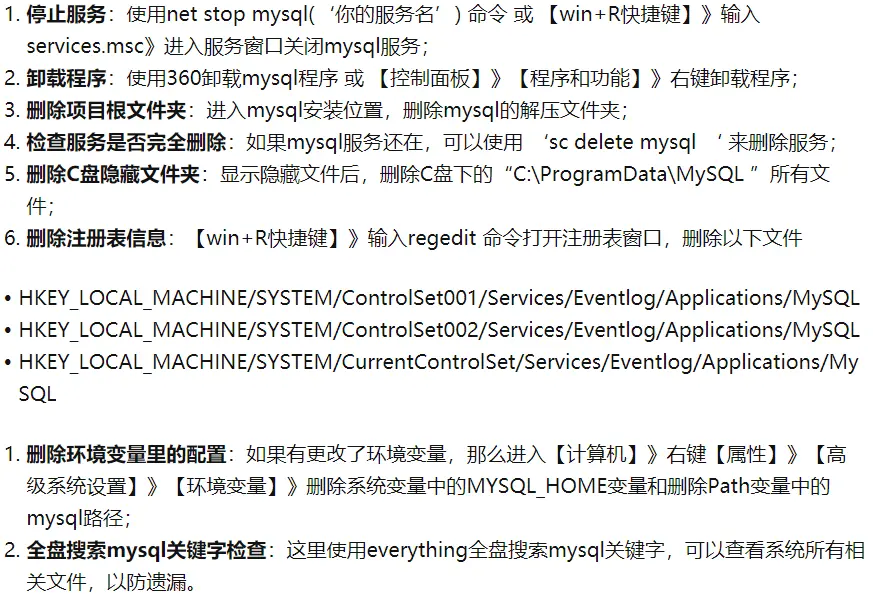 1. 停止服务：使用net stop mysql(‘你的服务名’) 命令 或 【win+R快捷键】》输入
services.msc》进入服务窗口关闭mysql服务；
2. 卸载程序：使用360卸载mysql程序 或 【控制面板】》【程序和功能】》右键卸载程序；
3. 删除项目根文件夹：进入mysql安装位置，删除mysql的解压文件夹；
4. 检查服务是否完全删除：如果mysql服务还在，可以使用 ‘sc delete mysql ‘ 来删除服务；
5. 删除C盘隐藏文件夹：显示隐藏文件后，删除C盘下的“C:\ProgramData\MySQL ”所有文
件；
6. 删除注册表信息：【win+R快捷键】》输入regedit 命令打开注册表窗口，删除以下文件
• HKEY_LOCAL_MACHINE/SYSTEM/ControlSet001/Services/Eventlog/Applications/MySQL
• HKEY_LOCAL_MACHINE/SYSTEM/ControlSet002/Services/Eventlog/Applications/MySQL
• HKEY_LOCAL_MACHINE/SYSTEM/CurrentControlSet/Services/Eventlog/Applications/My
SQL
1. 删除环境变量里的配置：如果有更改了环境变量，那么进入【计算机】》右键【属性】》【高
级系统设置】》【环境变量】》删除系统变量中的MYSQL_HOME变量和删除Path变量中的
mysql路径；
2. 全盘搜索mysql关键字检查：这里使用everything全盘搜索mysql关键字，可以查看系统所有相
关文件，以防遗漏。